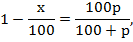 1 - x/100 = 100p/(100 + p),